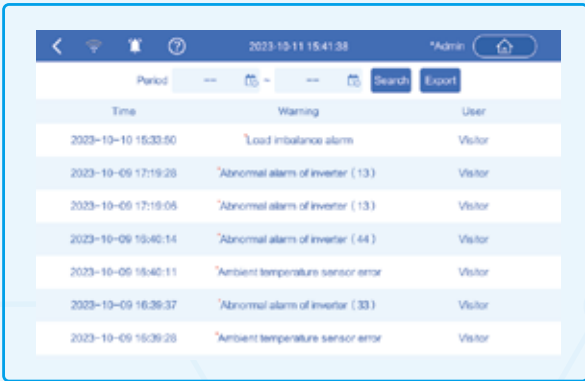 2023-10-11 15:41:38 *Admin
Period -- ~ -- Search Export
Time Warning User
2023-10-10 15:33:50 *Load imbalance alarm Visitor
2023-10-09 17:19:28 *Abnormal alarm of inverter (13) Visitor
2023-10-09 17:19:06 *Abnormal alarm of inverter (13) Visitor
2023-10-09 16:40:14 *Abnormal alarm of inverter (44) Visitor
2023-10-09 16:40:11 *Ambient temperature sensor error Visitor
2023-10-09 16:39:37 *Abnormal alarm of inverter (33) Visitor
2023-10-09 16:39:28 *Ambient temperature sensor error Visitor